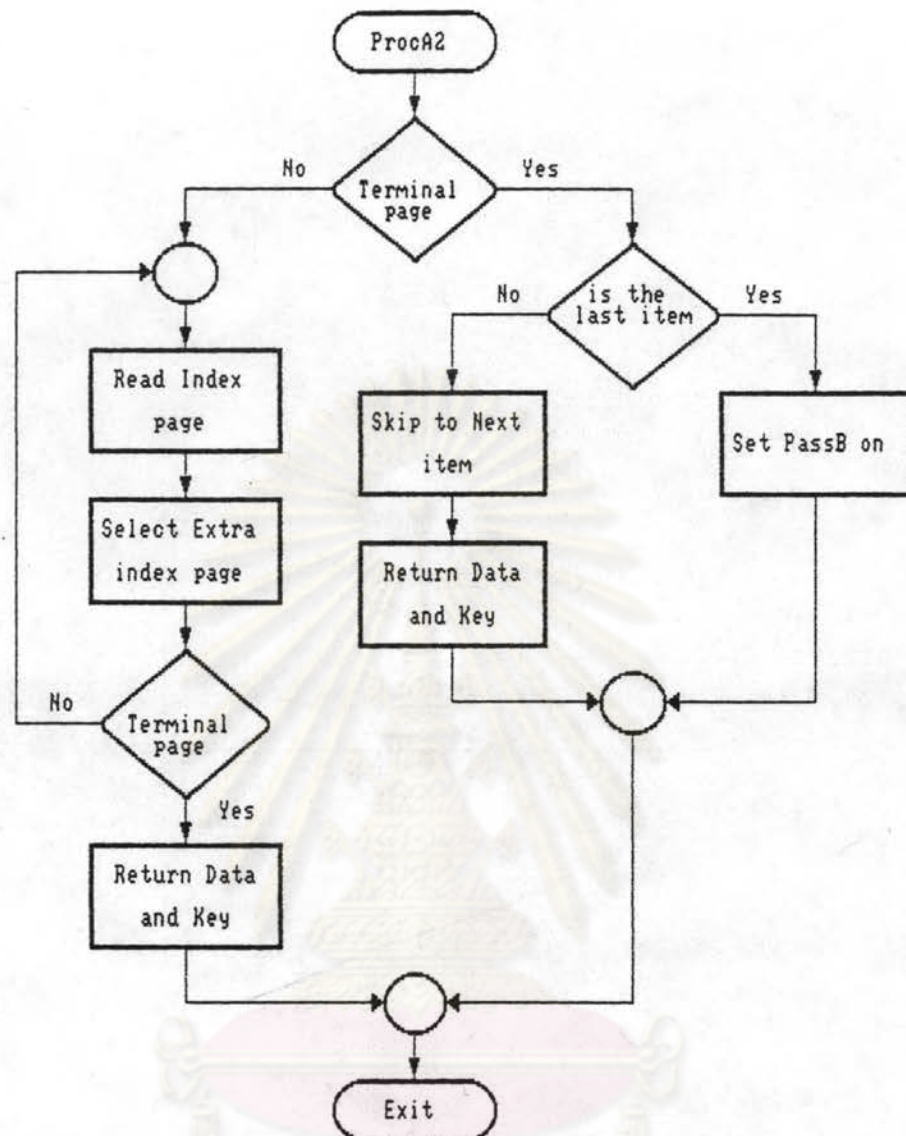 ProcA2
No
Yes
Terminal
page
No
is the
last item
Yes
Read Index
page
Skip to Next
item
Set PassB on
Select Extra
index page
Return Data
and Key
No
Terminal
page
Yes
Return Data
and Key
Exit